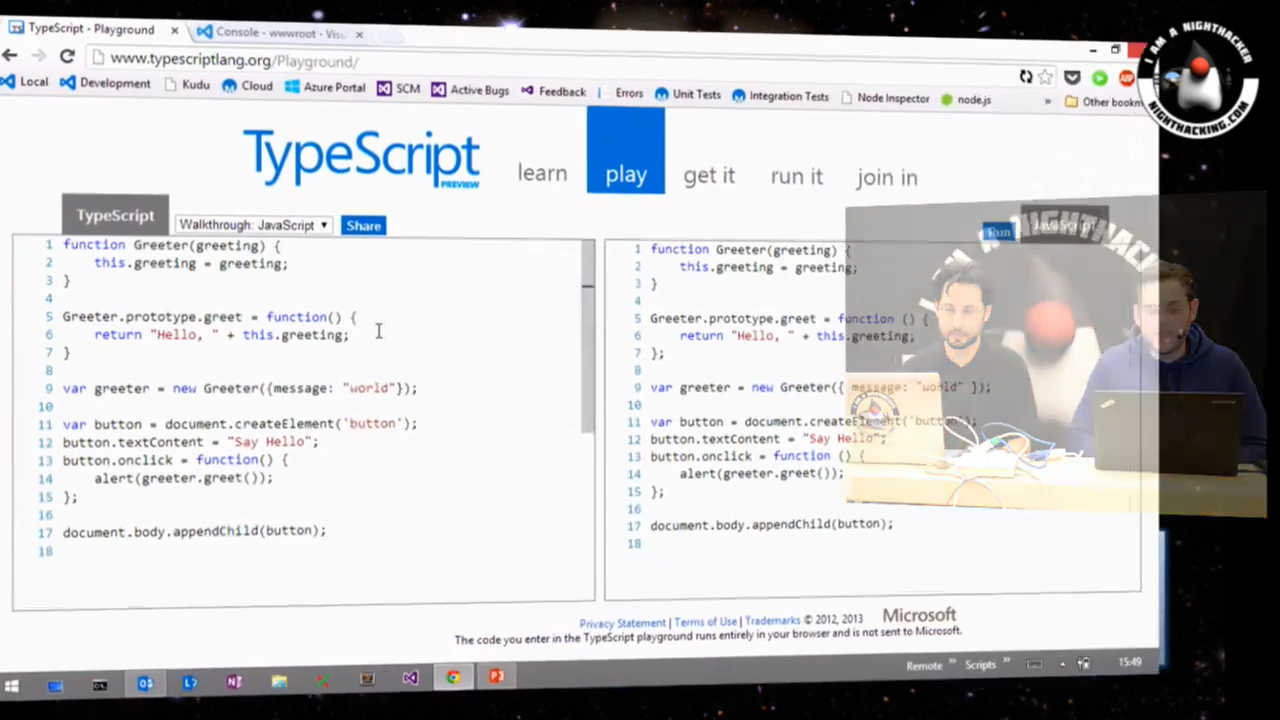 TypeScript - Playground
Console - wwwroot - Visu
www.typescriptlang.org/Playground/
Local Development Kudu Cloud Azure Portal SCM Active Bugs Feedback Errors Unit Tests Integration Tests Node Inspector node.js » Other bookm
I AM A NIGHTHACKER
NIGHTHACKING.COM
TypeScript
PREVIEW
learn play get it run it join in
TypeScript
Walkthrough: JavaScript
Share
Run
JavaScript
1 function Greeter(greeting) {
2 this.greeting = greeting;
3 }
4
5 Greeter.prototype.greet = function() {
6 return "Hello, " + this.greeting;
7 }
8
9 var greeter = new Greeter({message: "world"});
10
11 var button = document.createElement('button');
12 button.textContent = "Say Hello";
13 button.onclick = function() {
14 alert(greeter.greet());
15 };
16
17 document.body.appendChild(button);
18
1 function Greeter(greeting) {
2 this.greeting = greeting;
3 }
4
5 Greeter.prototype.greet = function () {
6 return "Hello, " + this.greeting;
7 };
8
9 var greeter = new Greeter({ message: "world" });
10
11 var button = document.createElement('button');
12 button.textContent = "Say Hello";
13 button.onclick = function () {
14 alert(greeter.greet());
15 };
16
17 document.body.appendChild(button);
18
I AM A NIGHTHACKER
Privacy Statement | Terms of Use | Trademarks © 2012, 2013 Microsoft
The code you enter in the TypeScript playground runs entirely in your browser and is not sent to Microsoft.
Remote » Scripts » 15:49